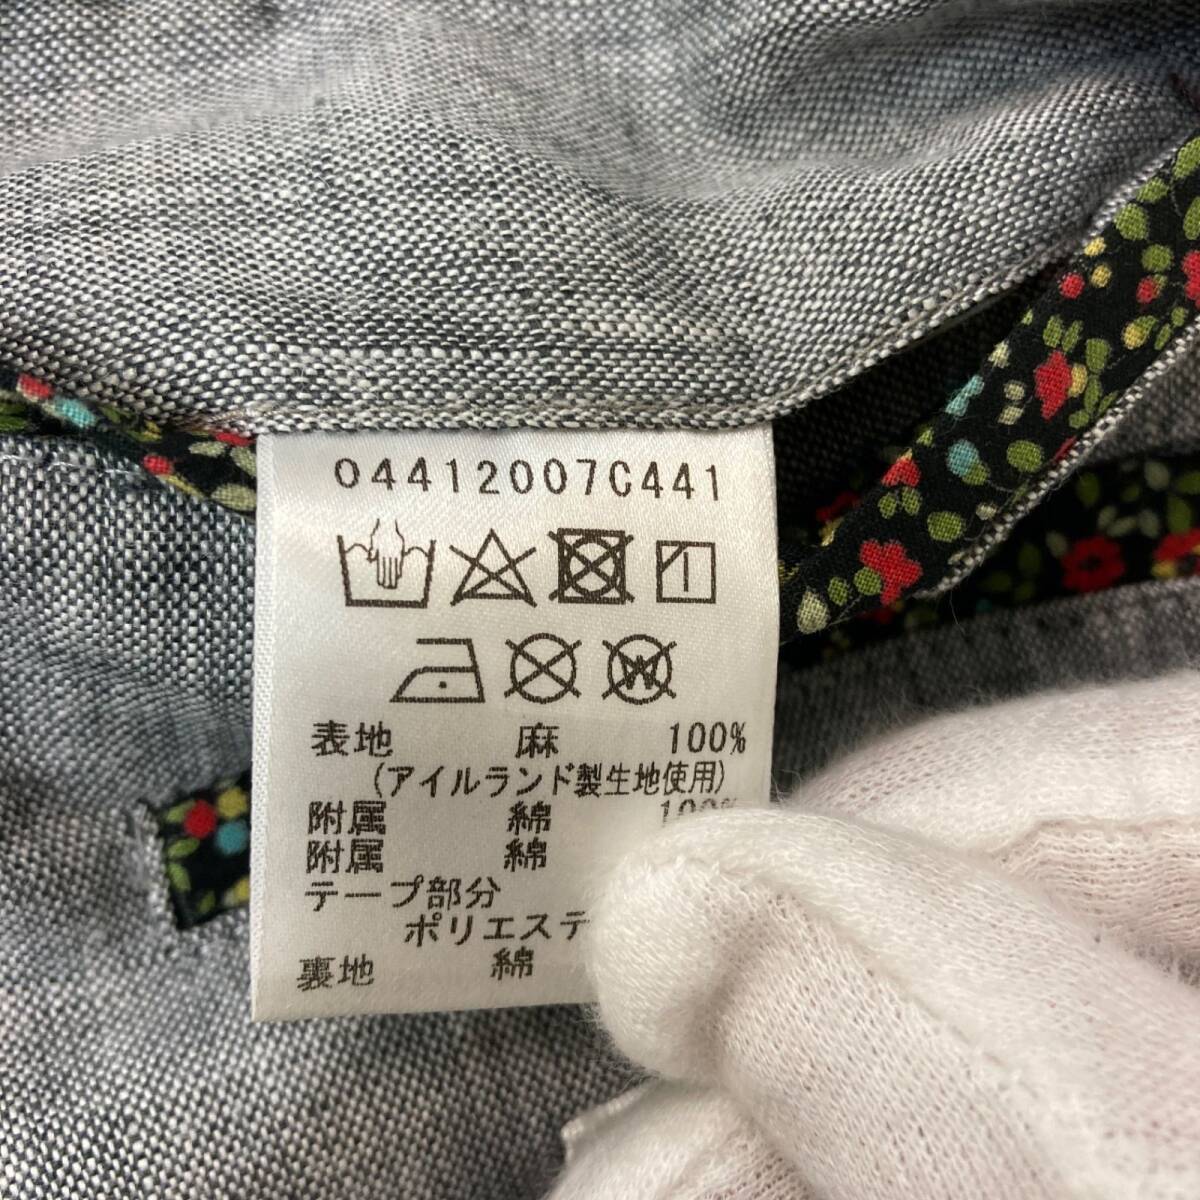 04412007C441
表地 麻 100%
(アイルランド製生地使用)
附属 綿 100%
附属 綿
テープ部分
ポリエステ
裏地 綿